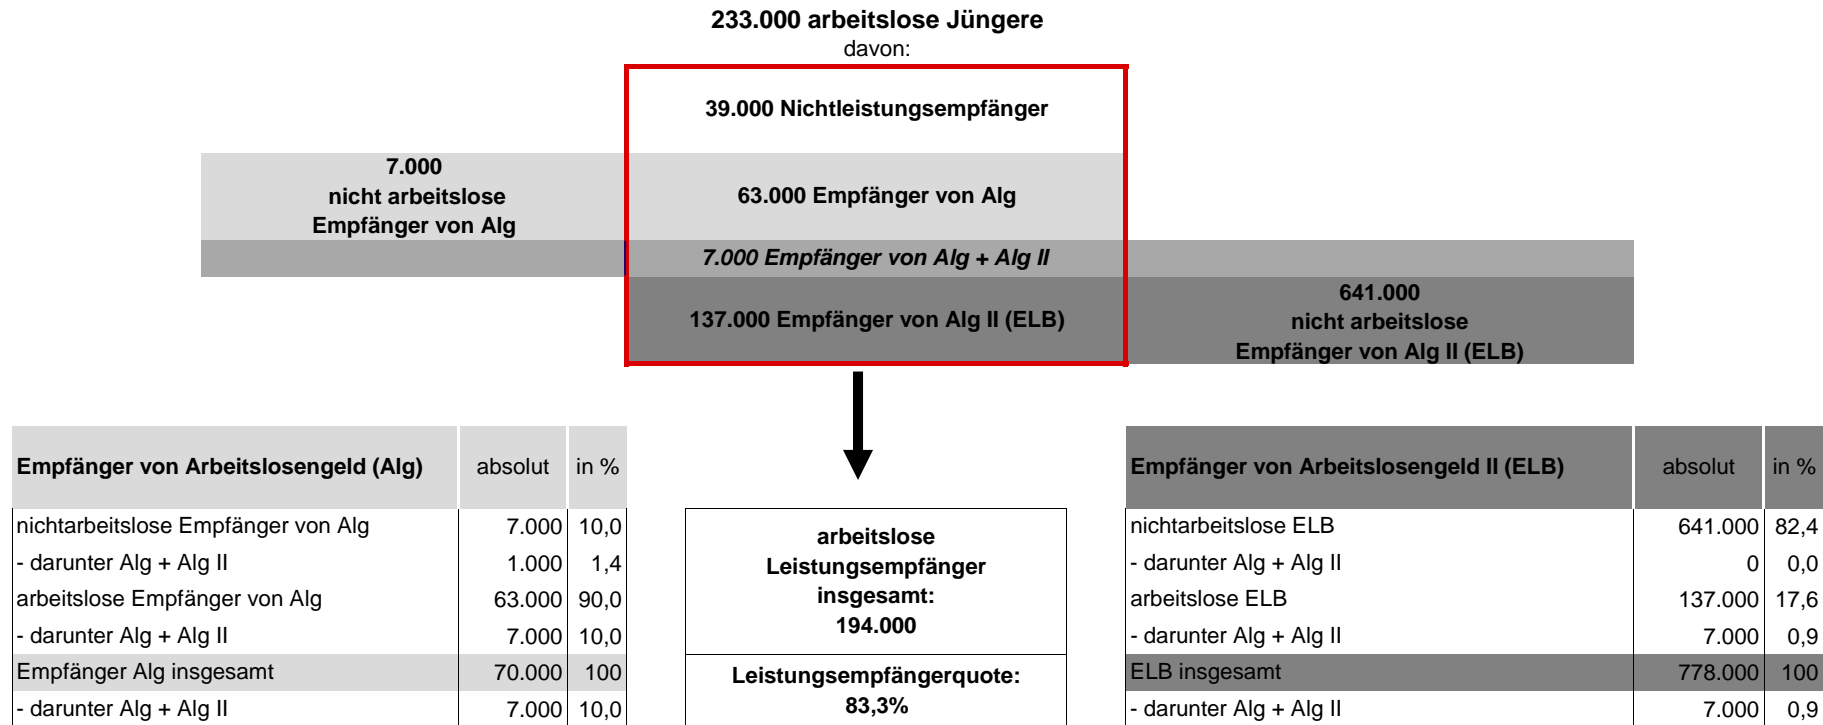 233.000 arbeitslose Jüngere
davon:
39.000 Nichtleistungsempfänger
7.000
nicht arbeitslose
Empfänger von Alg
63.000 Empfänger von Alg
7.000 Empfänger von Alg + Alg II
137.000 Empfänger von Alg II (ELB)
641.000
nicht arbeitslose
Empfänger von Alg II (ELB)
Empfänger von Arbeitslosengeld (Alg) absolut in %
nichtarbeitslose Empfänger von Alg 7.000 10,0
- darunter Alg + Alg II 1.000 1,4
arbeitslose Empfänger von Alg 63.000 90,0
- darunter Alg + Alg II 7.000 10,0
Empfänger Alg insgesamt 70.000 100
- darunter Alg + Alg II 7.000 10,0
arbeitslose
Leistungsempfänger
insgesamt:
194.000
Leistungsempfängerquote:
83,3%
Empfänger von Arbeitslosengeld II (ELB) absolut in %
nichtarbeitslose ELB 641.000 82,4
- darunter Alg + Alg II 0 0,0
arbeitslose ELB 137.000 17,6
- darunter Alg + Alg II 7.000 0,9
ELB insgesamt 778.000 100
- darunter Alg + Alg II 7.000 0,9